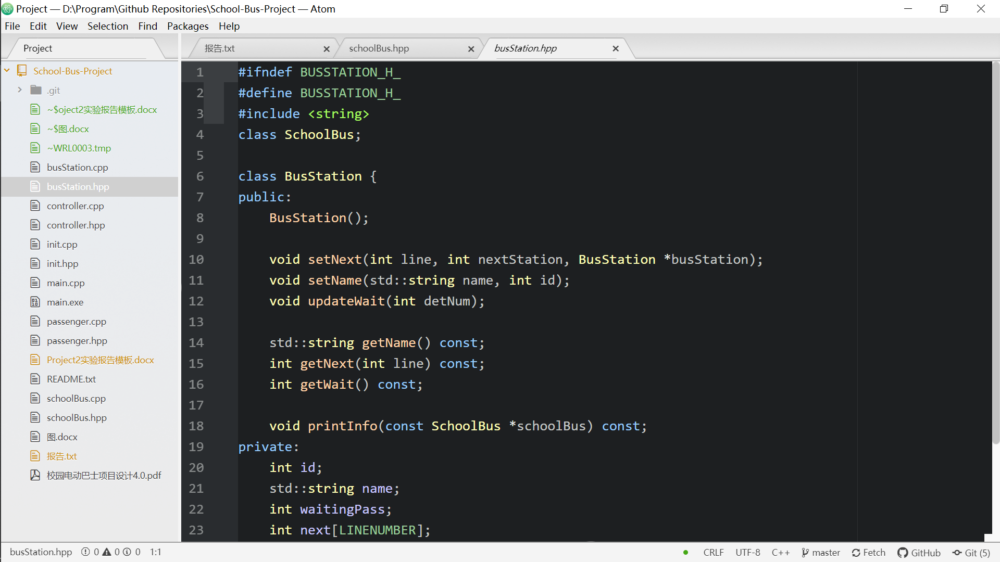 Project — D:\Program\Github Repositories\School-Bus-Project — Atom
File Edit View Selection Find Packages Help
Project
报告.txt
schoolBus.hpp
busStation.hpp
School-Bus-Project
.git
~$oject2实验报告模板.docx
~$图.docx
~WRL0003.tmp
busStation.cpp
busStation.hpp
controller.cpp
controller.hpp
init.cpp
init.hpp
main.cpp
main.exe
passenger.cpp
passenger.hpp
Project2实验报告模板.docx
README.txt
schoolBus.cpp
schoolBus.hpp
图.docx
报告.txt
校园电动巴士项目设计4.0.pdf
1 #ifndef BUSSTATION_H_
2 #define BUSSTATION_H_
3 #include <string>
4 class SchoolBus;
5
6 class BusStation {
7 public:
8     BusStation();
9
10     void setNext(int line, int nextStation, BusStation *busStation);
11     void setName(std::string name, int id);
12     void updateWait(int detNum);
13
14     std::string getName() const;
15     int getNext(int line) const;
16     int getWait() const;
17
18     void printInfo(const SchoolBus *schoolBus) const;
19 private:
20     int id;
21     std::string name;
22     int waitingPass;
23     int next[LINENUMBER];
busStation.hpp 0 0 0 1:1 CRLF UTF-8 C++ master Fetch GitHub Git (5)